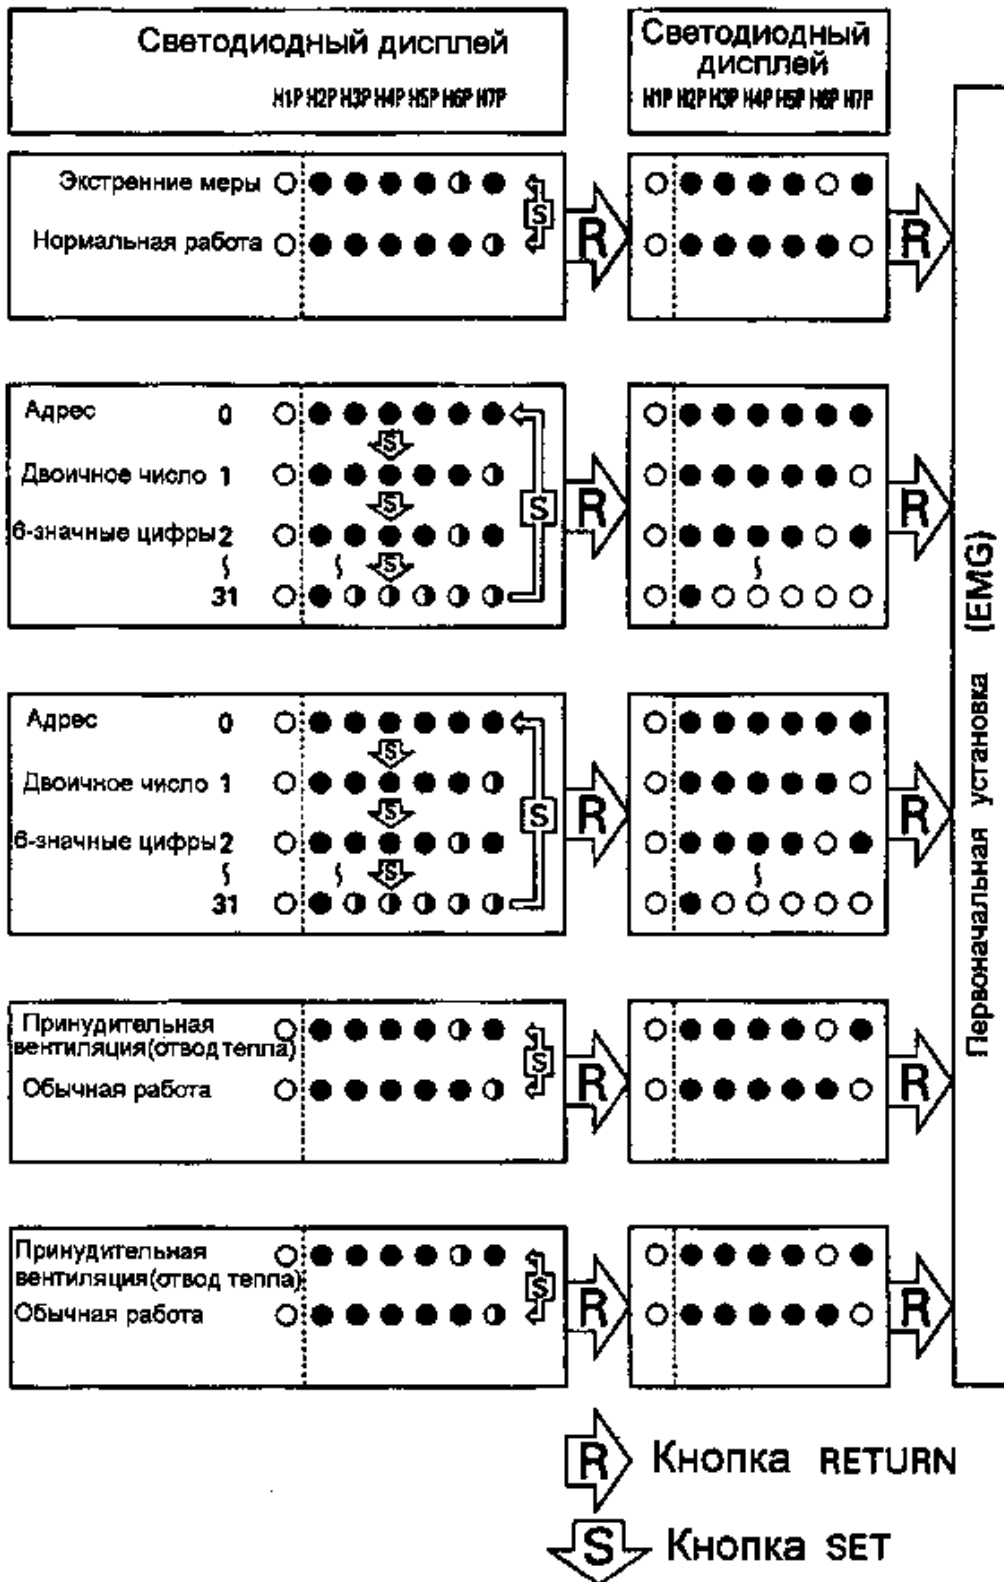 Светодиодный дисплей
H1P H2P H3P H4P H5P H6P H7P
Светодиодный
дисплей
H1P H2P H3P H4P H5P H6P H7P
Экстренние меры
S
Нормальная работа
R
R
Адрес 0
S
Двоичное число 1
S
6-значные цифры 2
S
31
S
R
R
Адрес 0
S
Двоичное число 1
S
6-значные цифры 2
S
31
S
R
R
Принудительная
вентиляция(отвод тепла)
S
Обычная работа
R
R
Принудительная
вентиляция(отвод тепла)
S
Обычная работа
R
R
Первоначальная установка (EMG)
R Кнопка RETURN
S Кнопка SET